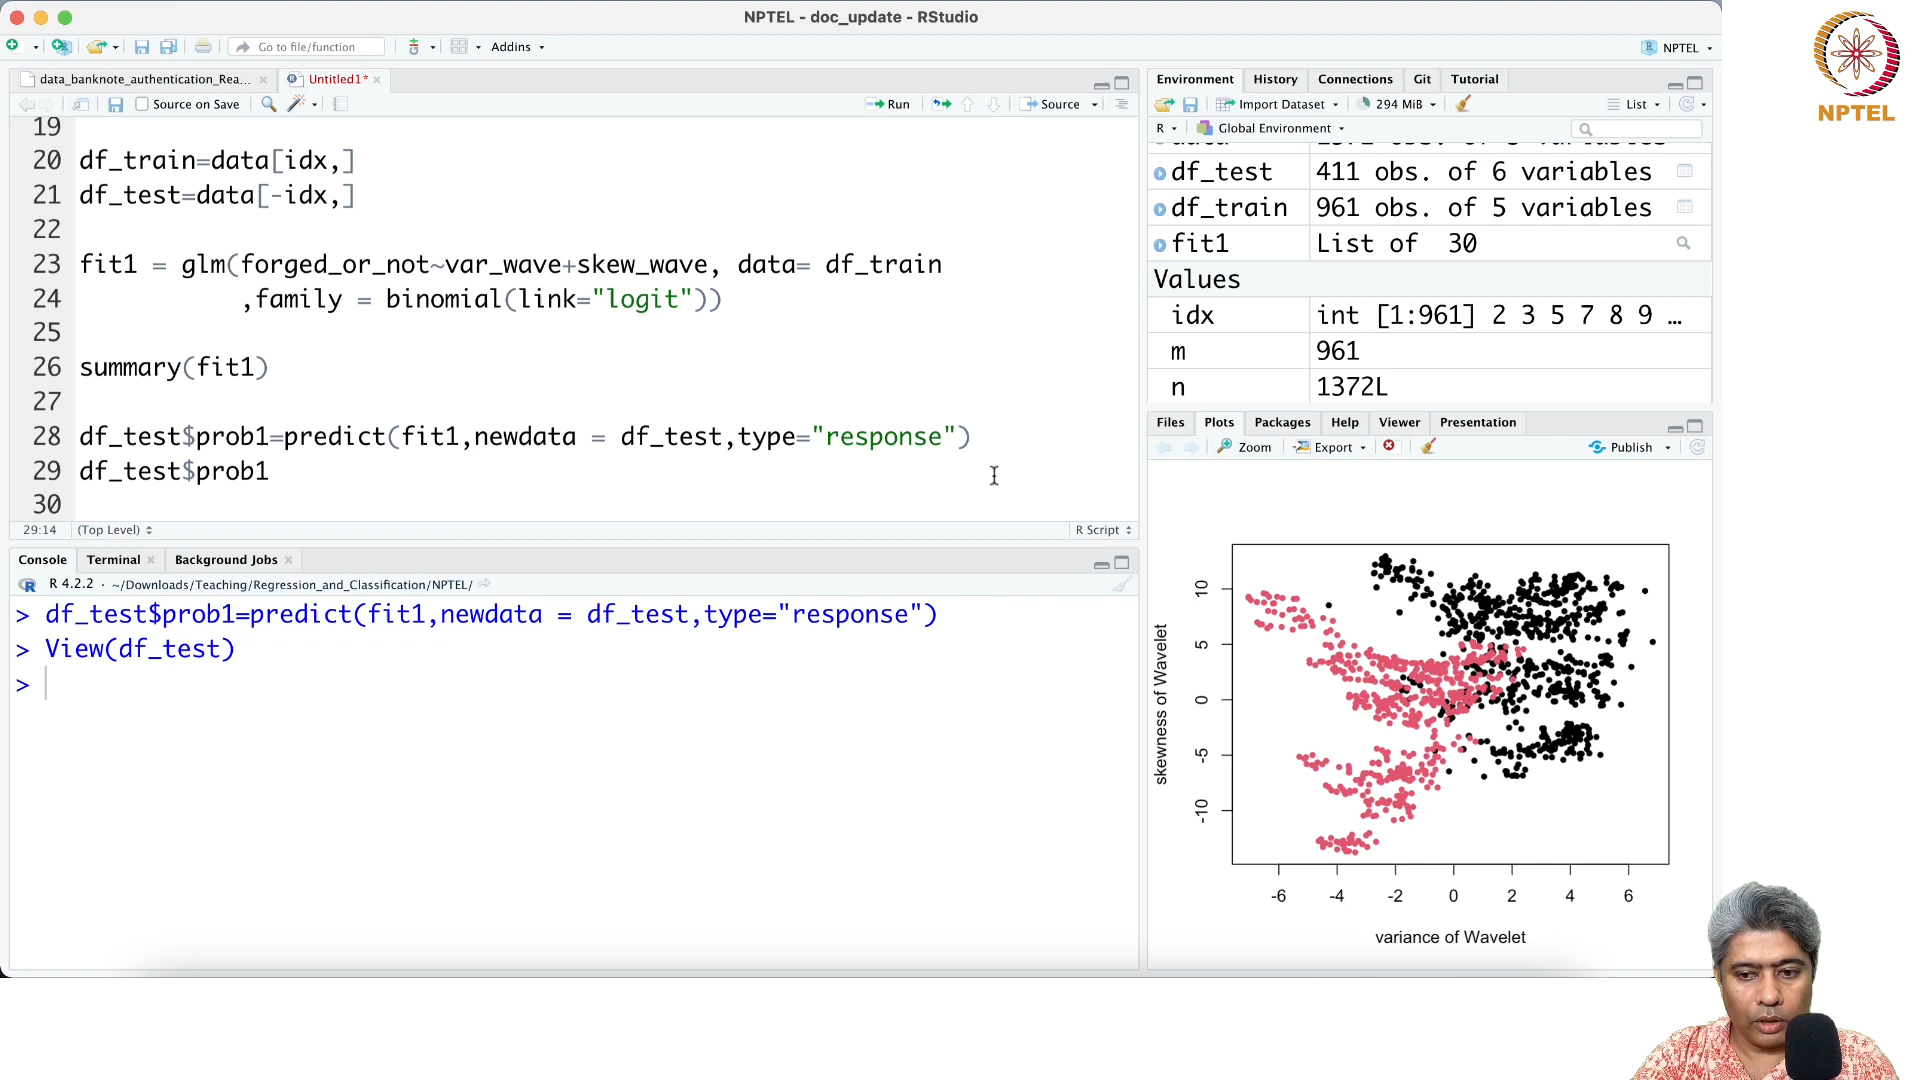 NPTEL - doc_update - RStudio
Go to file/function
Addins
NPTEL
data_banknote_authentication_Rea...
Untitled1*
Source on Save
Run
Source
19
20 df_train=data[idx,]
21 df_test=data[-idx,]
22
23 fit1 = glm(forged_or_not~var_wave+skew_wave, data= df_train
24 ,family = binomial(link="logit"))
25
26 summary(fit1)
27
28 df_test$prob1=predict(fit1,newdata = df_test,type="response")
29 df_test$prob1
30
29:14 (Top Level) R Script
Console Terminal Background Jobs
R 4.2.2 · ~/Downloads/Teaching/Regression_and_Classification/NPTEL/
> df_test$prob1=predict(fit1,newdata = df_test,type="response")
> View(df_test)
>
Environment History Connections Git Tutorial
Import Dataset 294 MiB List
R Global Environment
df_test 411 obs. of 6 variables
df_train 961 obs. of 5 variables
fit1 List of 30
Values
idx int [1:961] 2 3 5 7 8 9 …
m 961
n 1372L
Files Plots Packages Help Viewer Presentation
Zoom Export Publish
skewness of Wavelet
10
5
0
-5
-10
-6 -4 -2 0 2 4 6
variance of Wavelet
NPTEL